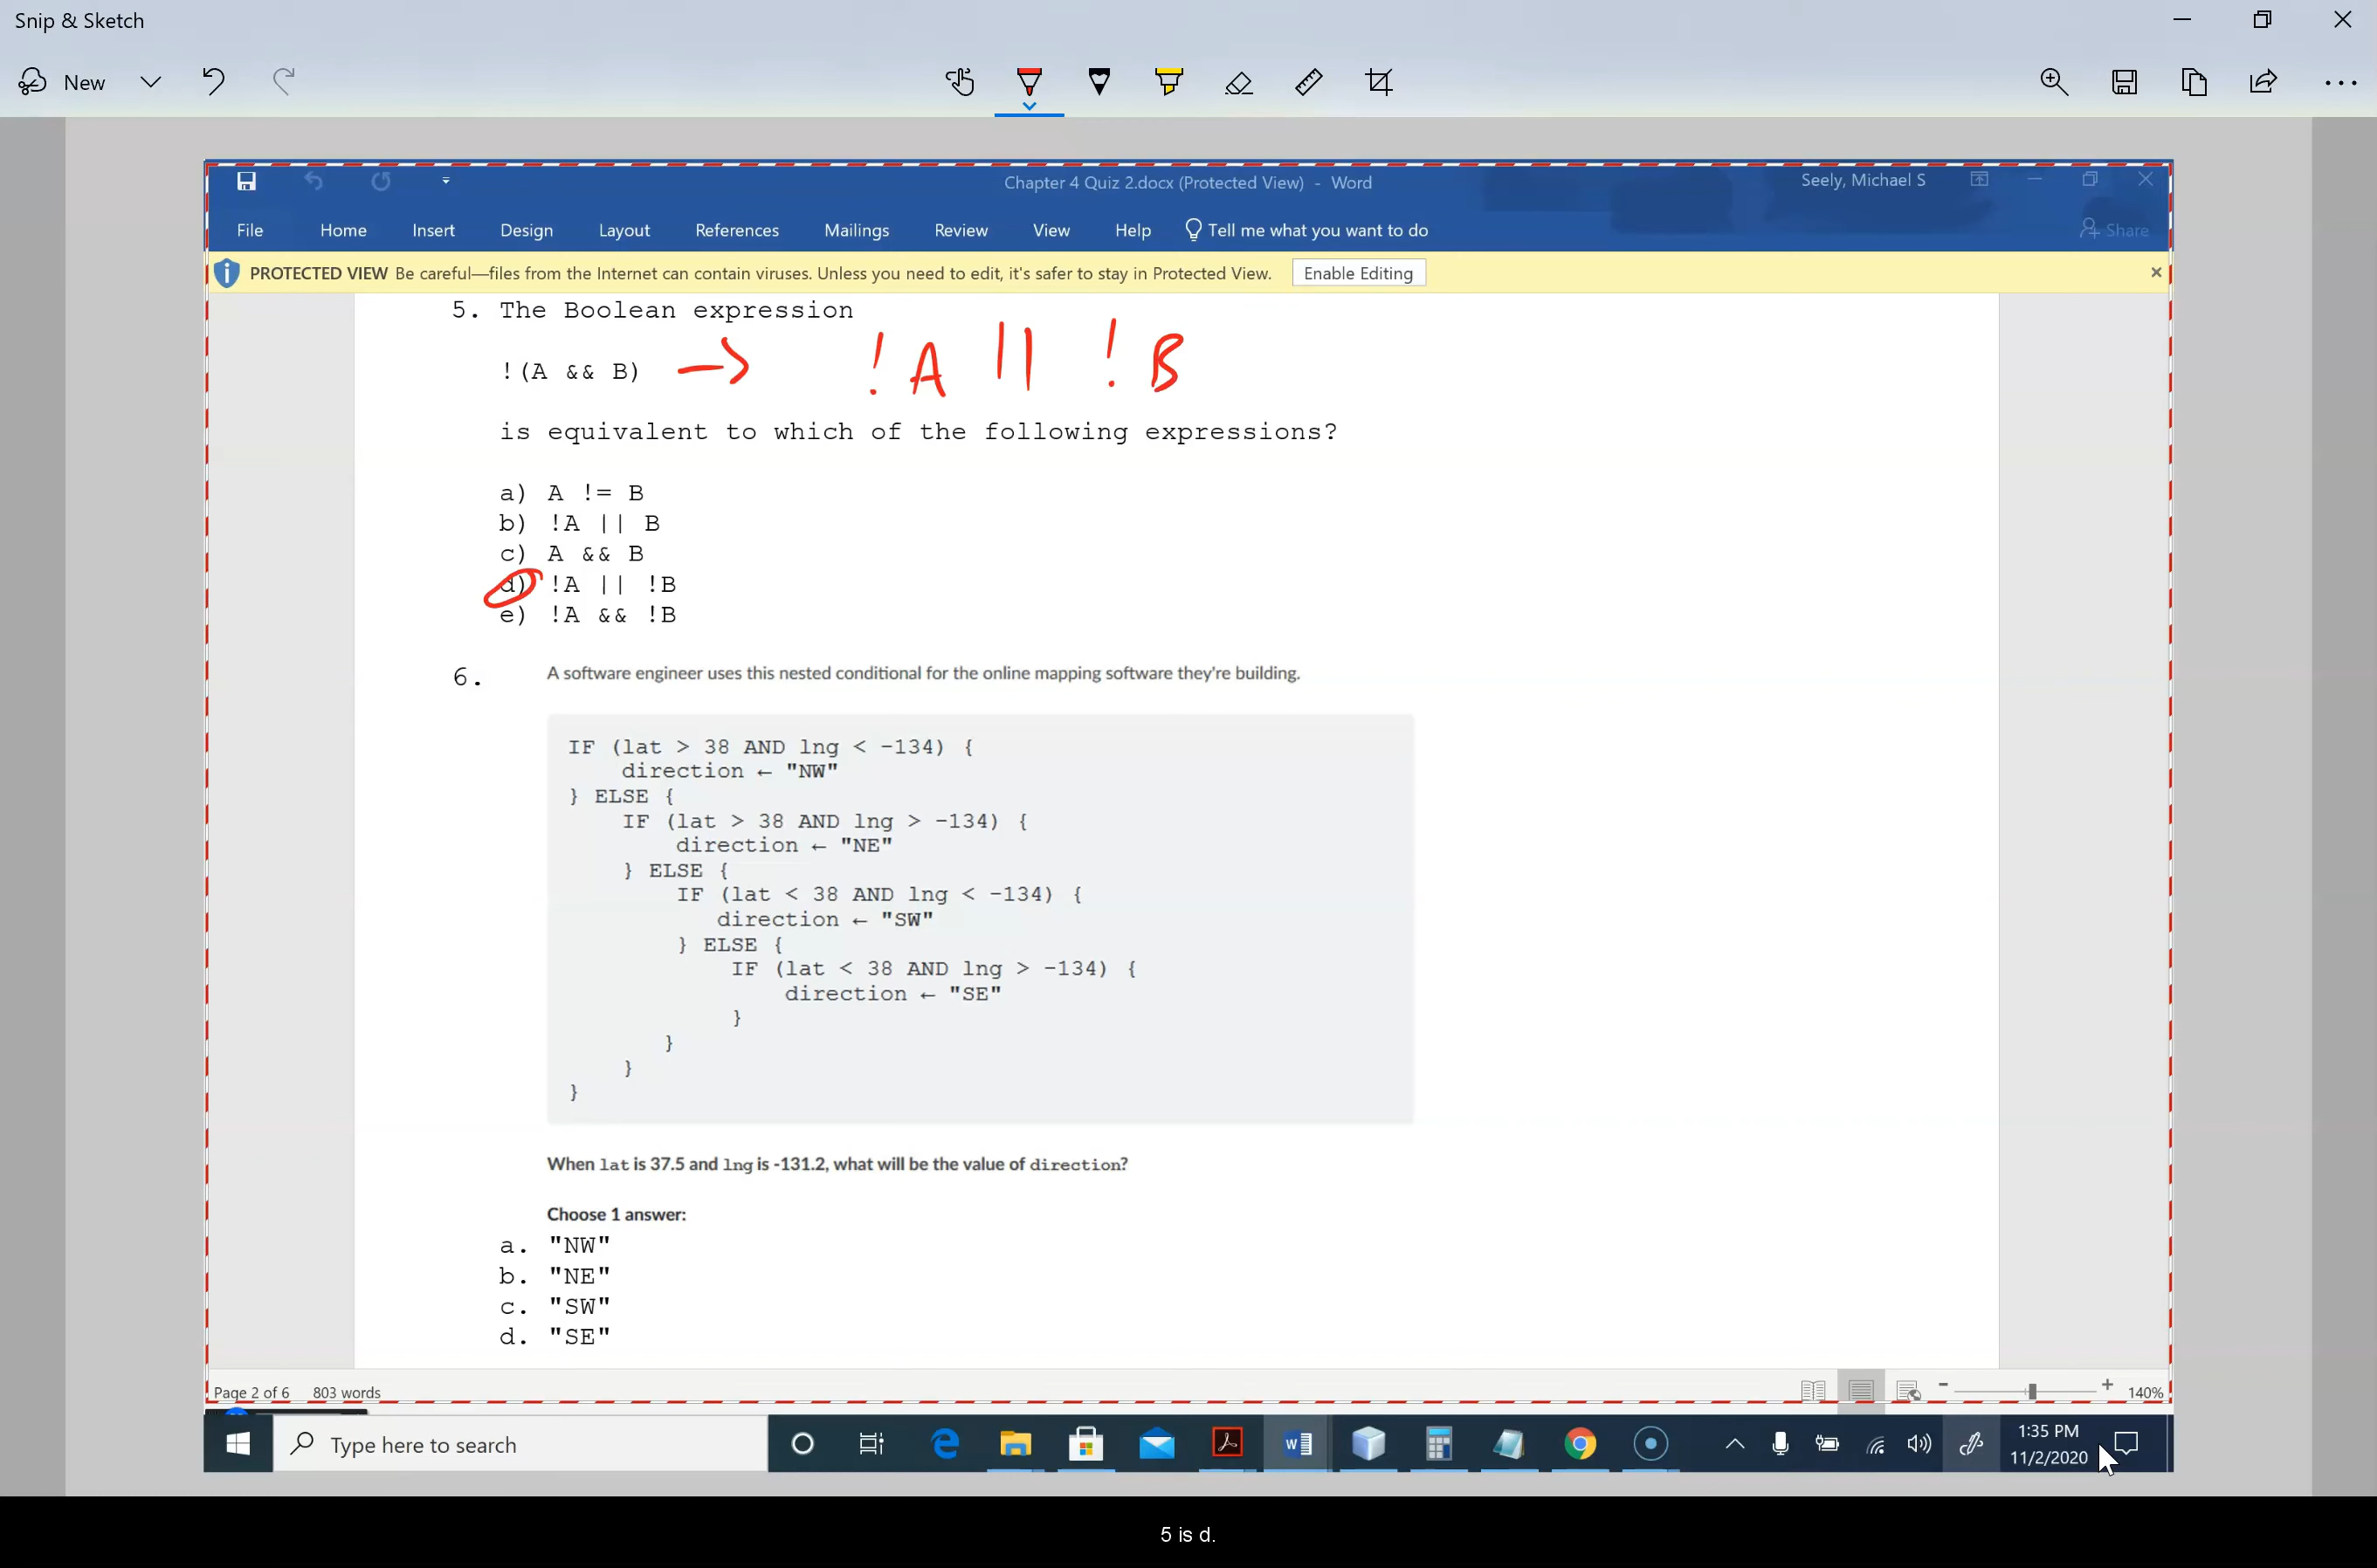 Snip & Sketch
New
Chapter 4 Quiz 2.docx (Protected View) - Word
Seely, Michael S
File Home Insert Design Layout References Mailings Review View Help Tell me what you want to do
Share
PROTECTED VIEW Be careful—files from the Internet can contain viruses. Unless you need to edit, it's safer to stay in Protected View. Enable Editing
5. The Boolean expression
!(A && B) → !A || !B
is equivalent to which of the following expressions?
a) A != B
b) !A || B
c) A && B
d) !A || !B
e) !A && !B
6. A software engineer uses this nested conditional for the online mapping software they're building.
IF (lat > 38 AND lng < -134) {
direction ← "NW"
} ELSE {
IF (lat > 38 AND lng > -134) {
direction ← "NE"
} ELSE {
IF (lat < 38 AND lng < -134) {
direction ← "SW"
} ELSE {
IF (lat < 38 AND lng > -134) {
direction ← "SE"
}
}
}
}
When lat is 37.5 and lng is -131.2, what will be the value of direction?
Choose 1 answer:
a. "NW"
b. "NE"
c. "SW"
d. "SE"
Page 2 of 6 803 words
140%
Type here to search
1:35 PM
11/2/2020
5 is d.